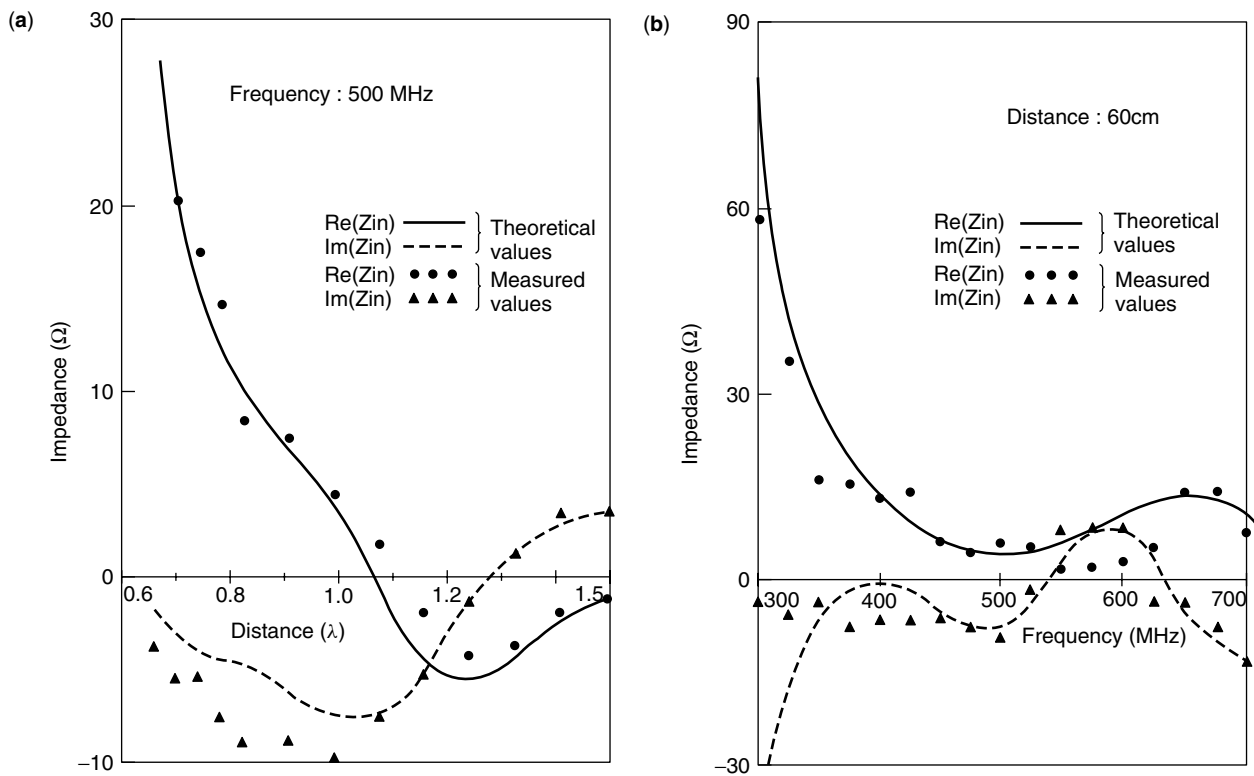 (a)
30
20
10
0
–10
Impedance (Ω)
Frequency : 500 MHz
Re(Zin)
Im(Zin)
Theoretical
values
Re(Zin)
Im(Zin)
Measured
values
0.6
0.8
1.0
1.2
1.5
Distance (λ)
(b)
90
60
30
0
–30
Impedance (Ω)
Distance : 60cm
Re(Zin)
Im(Zin)
Theoretical
values
Re(Zin)
Im(Zin)
Measured
values
300
400
500
600
700
Frequency (MHz)